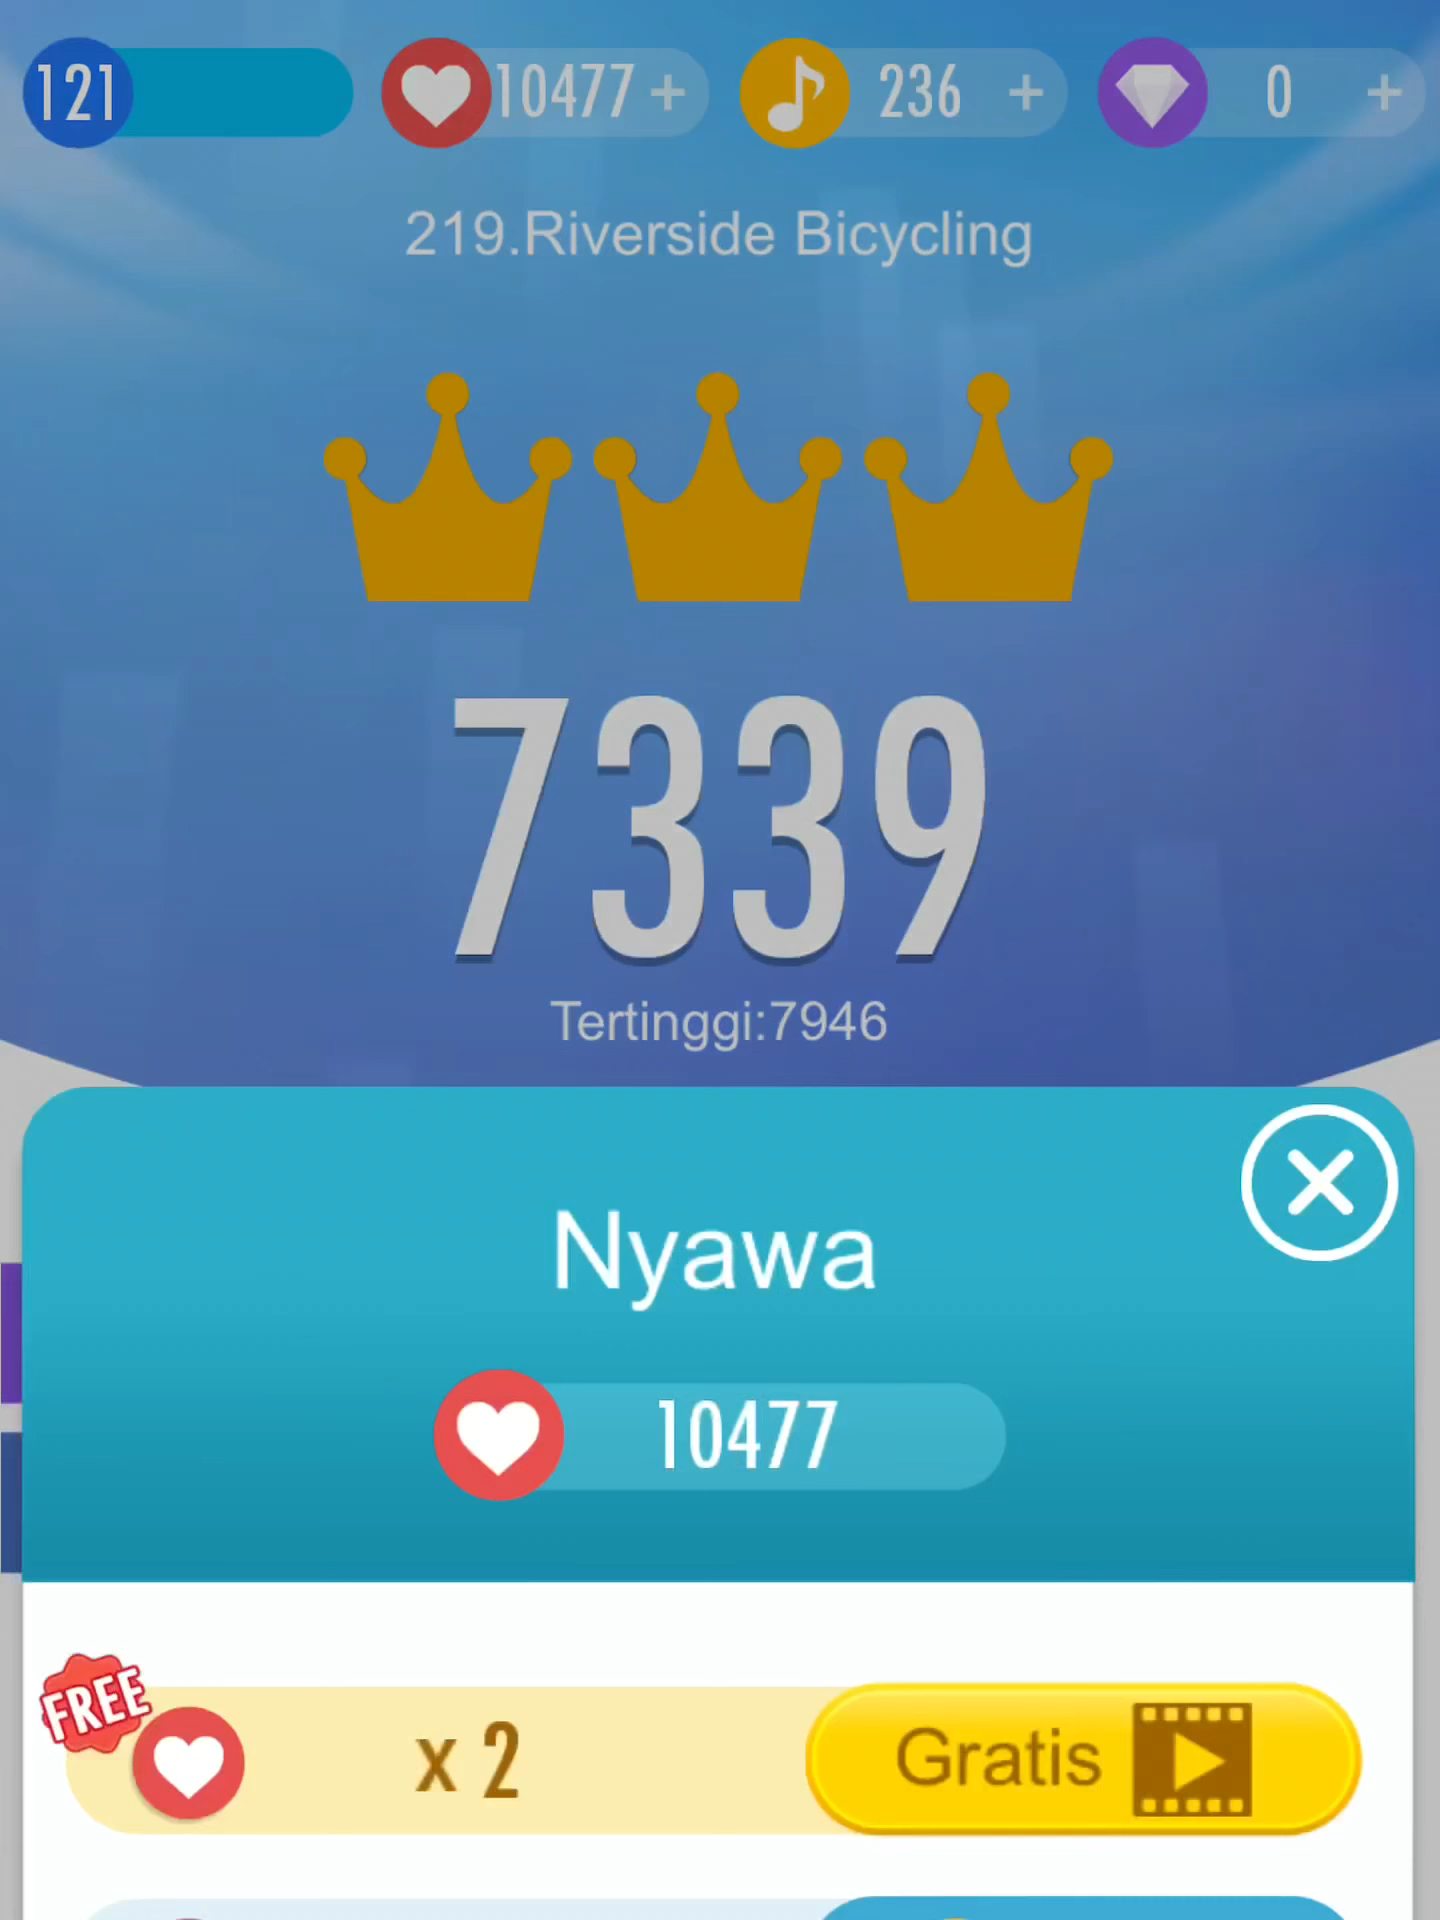 121
10477 +
236 +
0 +
219.Riverside Bicycling
7339
Tertinggi:7946
Nyawa
10477
FREE
x 2
Gratis